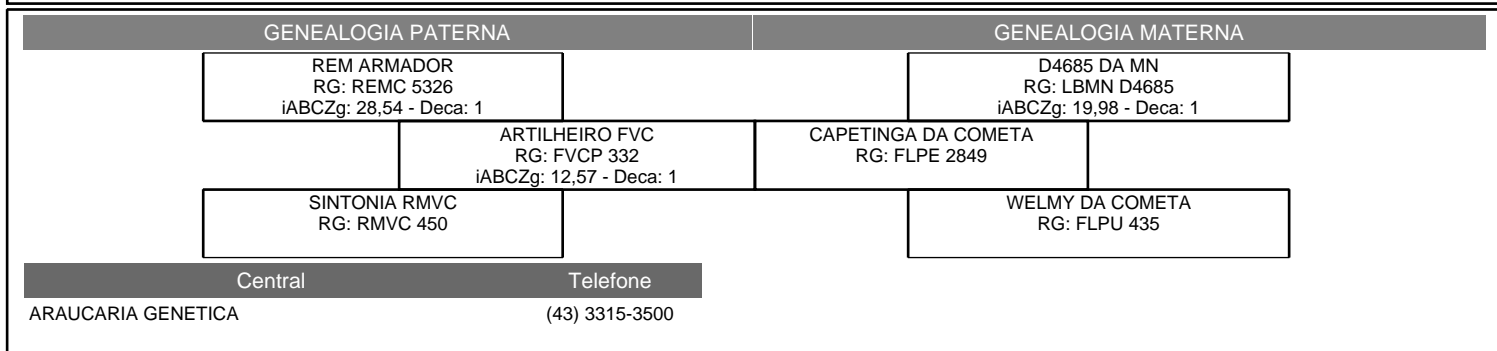 GENEALOGIA PATERNA
GENEALOGIA MATERNA
REM ARMADOR
RG: REMC 5326
iABCZg: 28,54 - Deca: 1
D4685 DA MN
RG: LBMN D4685
iABCZg: 19,98 - Deca: 1
ARTILHEIRO FVC
RG: FVCP 332
iABCZg: 12,57 - Deca: 1
CAPETINGA DA COMETA
RG: FLPE 2849
SINTONIA RMVC
RG: RMVC 450
WELMY DA COMETA
RG: FLPU 435
Central
Telefone
ARAUCARIA GENETICA
(43) 3315-3500